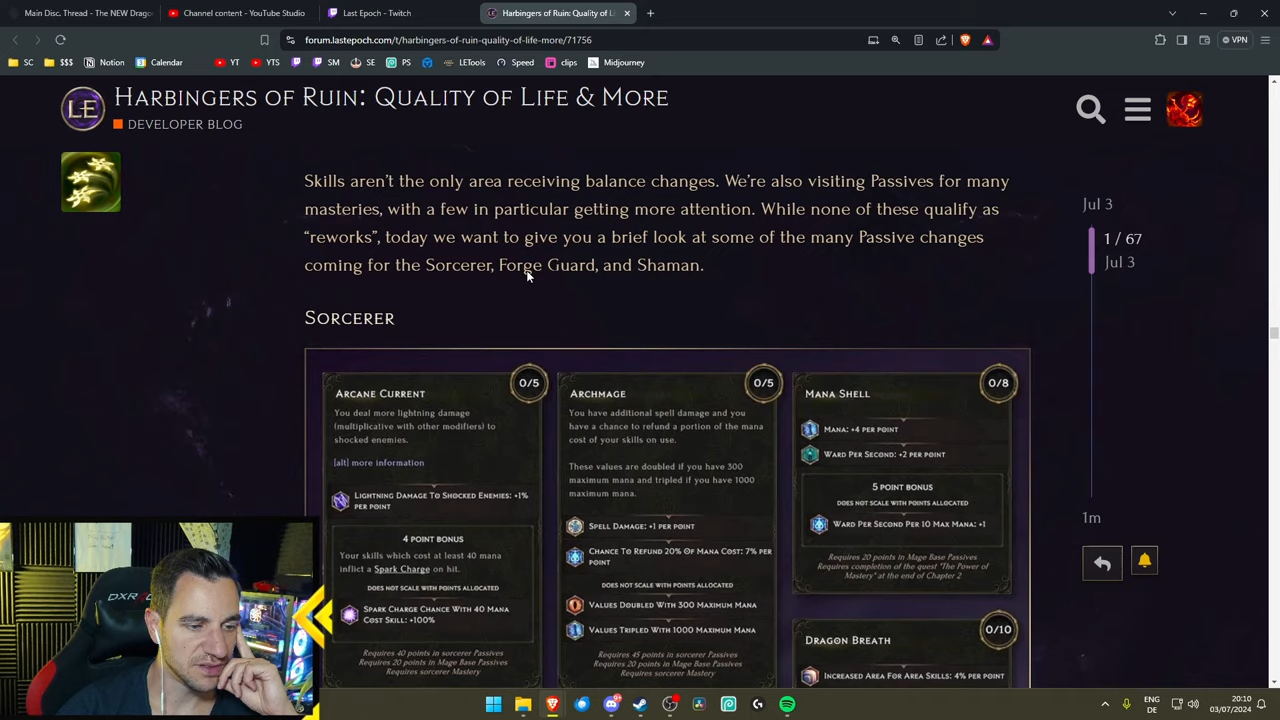 Main Disc. Thread - The NEW Drago
Channel content - YouTube Studio
Last Epoch - Twitch
Harbingers of Ruin: Quality of L
forum.lastepoch.com/t/harbingers-of-ruin-quality-of-life-more/71756
VPN
SC
$$$
Notion
Calendar
YT
YTS
SM
SE
PS
LETools
Speed
clips
Midjourney
LE
Harbingers of Ruin: Quality of Life & More
DEVELOPER BLOG
Skills aren't the only area receiving balance changes. We're also visiting Passives for many
masteries, with a few in particular getting more attention. While none of these qualify as
“reworks”, today we want to give you a brief look at some of the many Passive changes
coming for the Sorcerer, Forge Guard, and Shaman.
Jul 3
1 / 67
Jul 3
1m
Sorcerer
Arcane Current
0/5
You deal more lightning damage
(multiplicative with other modifiers) to
shocked enemies.
[alt] more information
Lightning Damage To Shocked Enemies: +1%
per point
4 POINT BONUS
Your skills which cost at least 40 mana
inflict a Spark Charge on hit.
DOES NOT SCALE WITH POINTS ALLOCATED
Spark Charge Chance With 40 Mana
Cost Skill: +100%
Requires 40 points in sorcerer Passives
Requires 20 points in Mage Base Passives
Requires sorcerer Mastery
Archmage
0/5
You have additional spell damage and you
have a chance to refund a portion of the mana
cost of your skills on use.
These values are doubled if you have 300
maximum mana and tripled if you have 1000
maximum mana.
Spell Damage: +1 per point
Chance To Refund 20% Of Mana Cost: 7% per
point
DOES NOT SCALE WITH POINTS ALLOCATED
Values Doubled With 300 Maximum Mana
Values Tripled With 1000 Maximum Mana
Requires 45 points in sorcerer Passives
Requires 20 points in Mage Base Passives
Requires sorcerer Mastery
Mana Shell
0/8
Mana: +4 per point
Ward Per Second: +2 per point
5 POINT BONUS
DOES NOT SCALE WITH POINTS ALLOCATED
Ward Per Second Per 10 Max Mana: +1
Requires 20 points in Mage Base Passives
Requires completion of the quest "The Power of
Mastery" at the end of Chapter 2
Dragon Breath
0/10
Increased Area For Area Skills: 4% per point
DXR
ENG
DE
20:10
03/07/2024